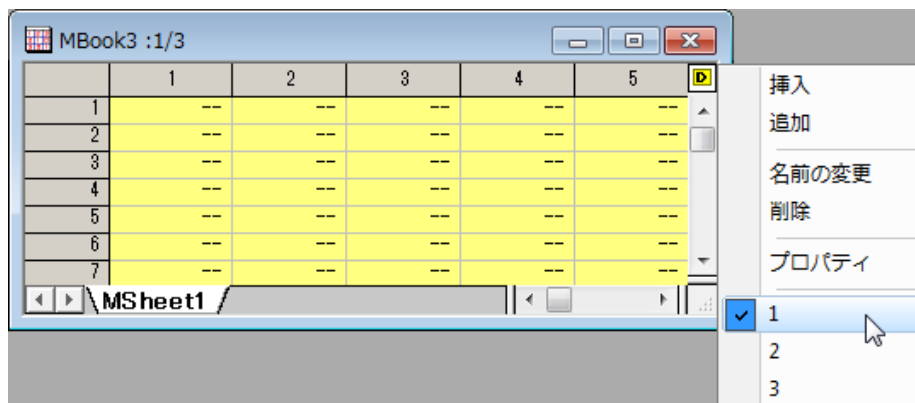 MBook3 :1/3
1 2 3 4 5 D
1 -- -- -- -- --
2 -- -- -- -- --
3 -- -- -- -- --
4 -- -- -- -- --
5 -- -- -- -- --
6 -- -- -- -- --
7 -- -- -- -- --
MSheet1
挿入
追加
名前の変更
削除
プロパティ
1
2
3